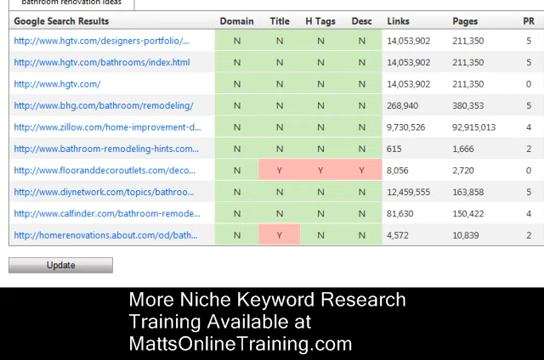 bathroom renovation ideas
Google Search Results Domain Title H Tags Desc Links Pages PR
http://www.hgtv.com/designers-portfolio/... N N N N 14,053,902 211,350 5
http://www.hgtv.com/bathrooms/index.html N N N N 14,053,902 211,350 5
http://www.hgtv.com/ N N N N 14,053,902 211,350 0
http://www.bhg.com/bathroom/remodeling/ N N N N 268,940 380,353 5
http://www.zillow.com/home-improvement-d... N N N N 9,730,526 92,915,013 4
http://www.bathroom-remodeling-hints.com... N N N N 615 1,666 2
http://www.flooranddecoroutlets.com/deco... N Y Y Y 8,056 2,720 0
http://www.diynetwork.com/topics/bathroo... N N N N 12,459,555 163,858 5
http://www.calfinder.com/bathroom-remode... N N N N 81,630 150,422 4
http://homerenovations.about.com/od/bath... N Y N N 4,572 10,839 2
Update
More Niche Keyword Research
Training Available at
MattsOnlineTraining.com